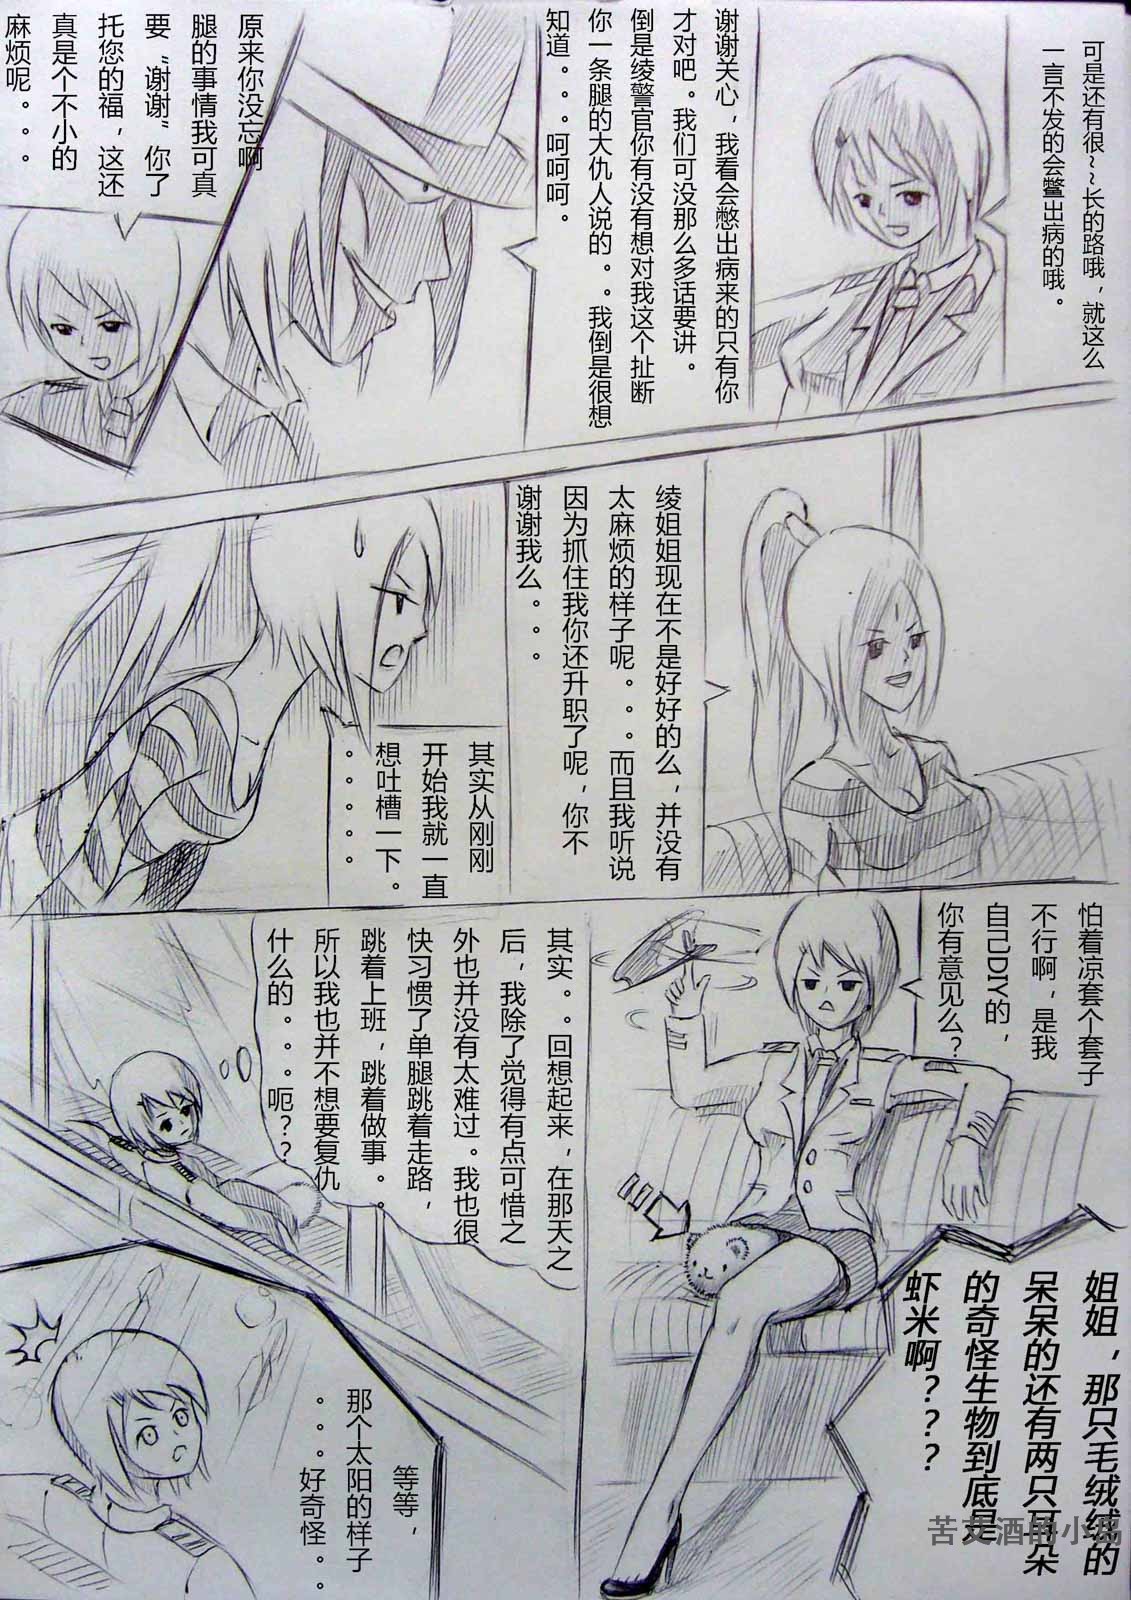 可是还有很~~长的路哦，就这么
一言不发的会鳖出病的哦。
谢谢关心，我看会憋出病来的只有你
才对吧。我们可没那么多话要讲。
倒是绫警官你有没有想对我这个扯断
你一条腿的大仇人说的。。我倒是很想
知道。。。呵呵呵。
原来你没忘啊
腿的事情我可真
要“谢谢”你了
托您的福，这还
真是个不小的
麻烦呢。。。
绫姐姐现在不是好好的么，并没有
太麻烦的样子呢。。。而且我听说
因为抓住我你还升职了呢，你不
谢谢我么。。。
其实从刚刚
开始我就一直
想吐槽一下。
。。。。。。
姐姐，那只毛绒绒的
呆呆的还有两只耳朵
的奇怪生物到底是
虾米啊？？？
怕着凉套个套子
不行啊，是我
自己DIY的，
你有意见么？
其实。。回想起来，在那天之
后，我除了觉得有点可惜之
外也并没有太难过。我也很
快习惯了单腿跳着走路，
跳着上班，跳着做事。。
所以我也并不想要复仇
什么的。。。呃？？
等等，
那个太阳的样子
。。。。好奇怪。。
苦艾酒的小岛